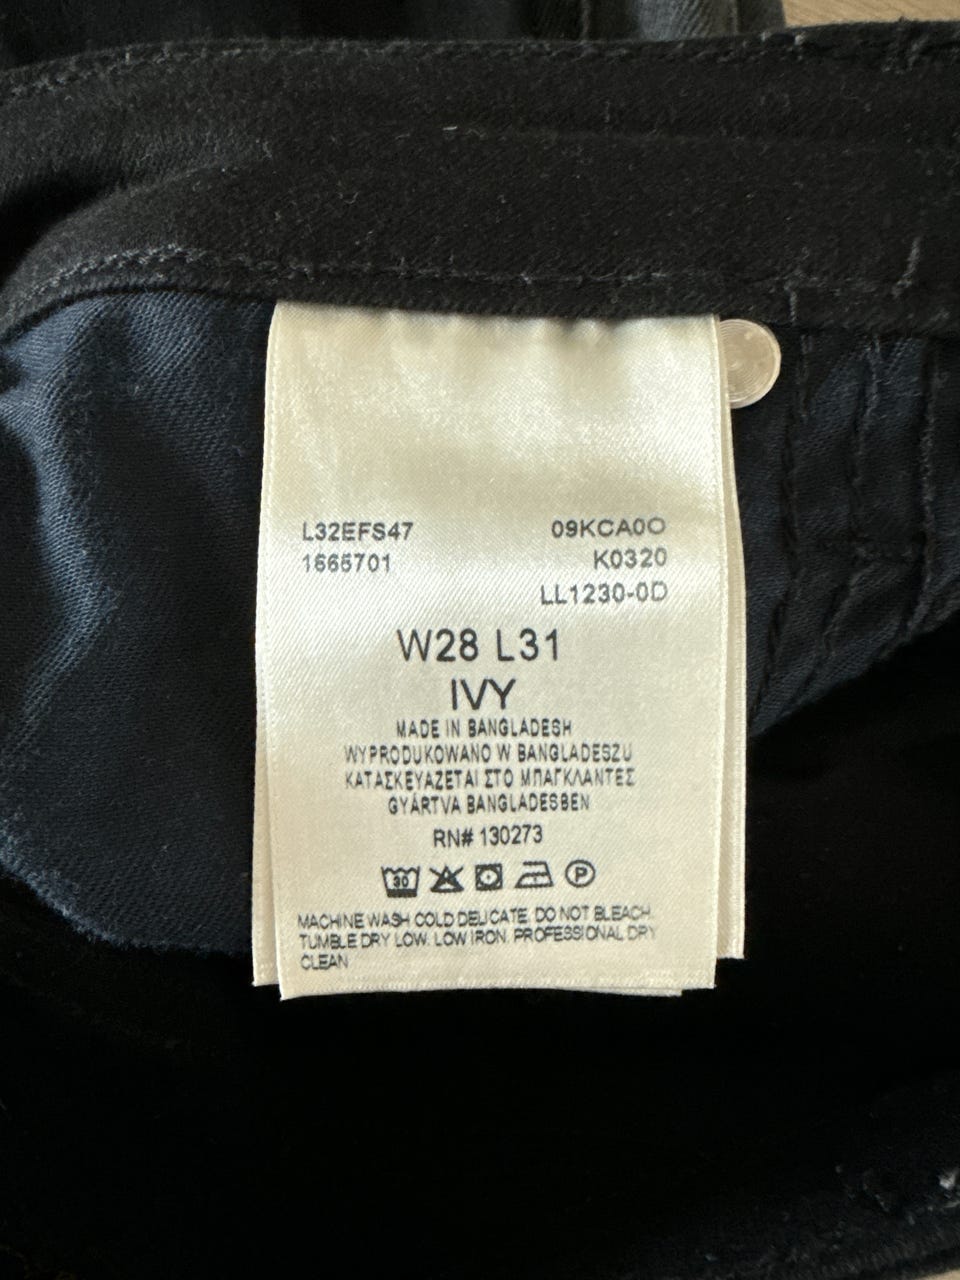 L32EFS47 09KCA0O
1665701 K0320
LL1230-0D
W28 L31
IVY
MADE IN BANGLADESH
WYPRODUKOWANO W BANGLADESZU
ΚΑΤΑΣΚΕΥΑΖΕΤΑΙ ΣΤΟ ΜΠΑΓΚΛΑΝΤΕΣ
GYÁRTVA BANGLADESBEN
RN# 130273
30 P
MACHINE WASH COLD DELICATE. DO NOT BLEACH.
TUMBLE DRY LOW. LOW IRON. PROFESSIONAL DRY
CLEAN